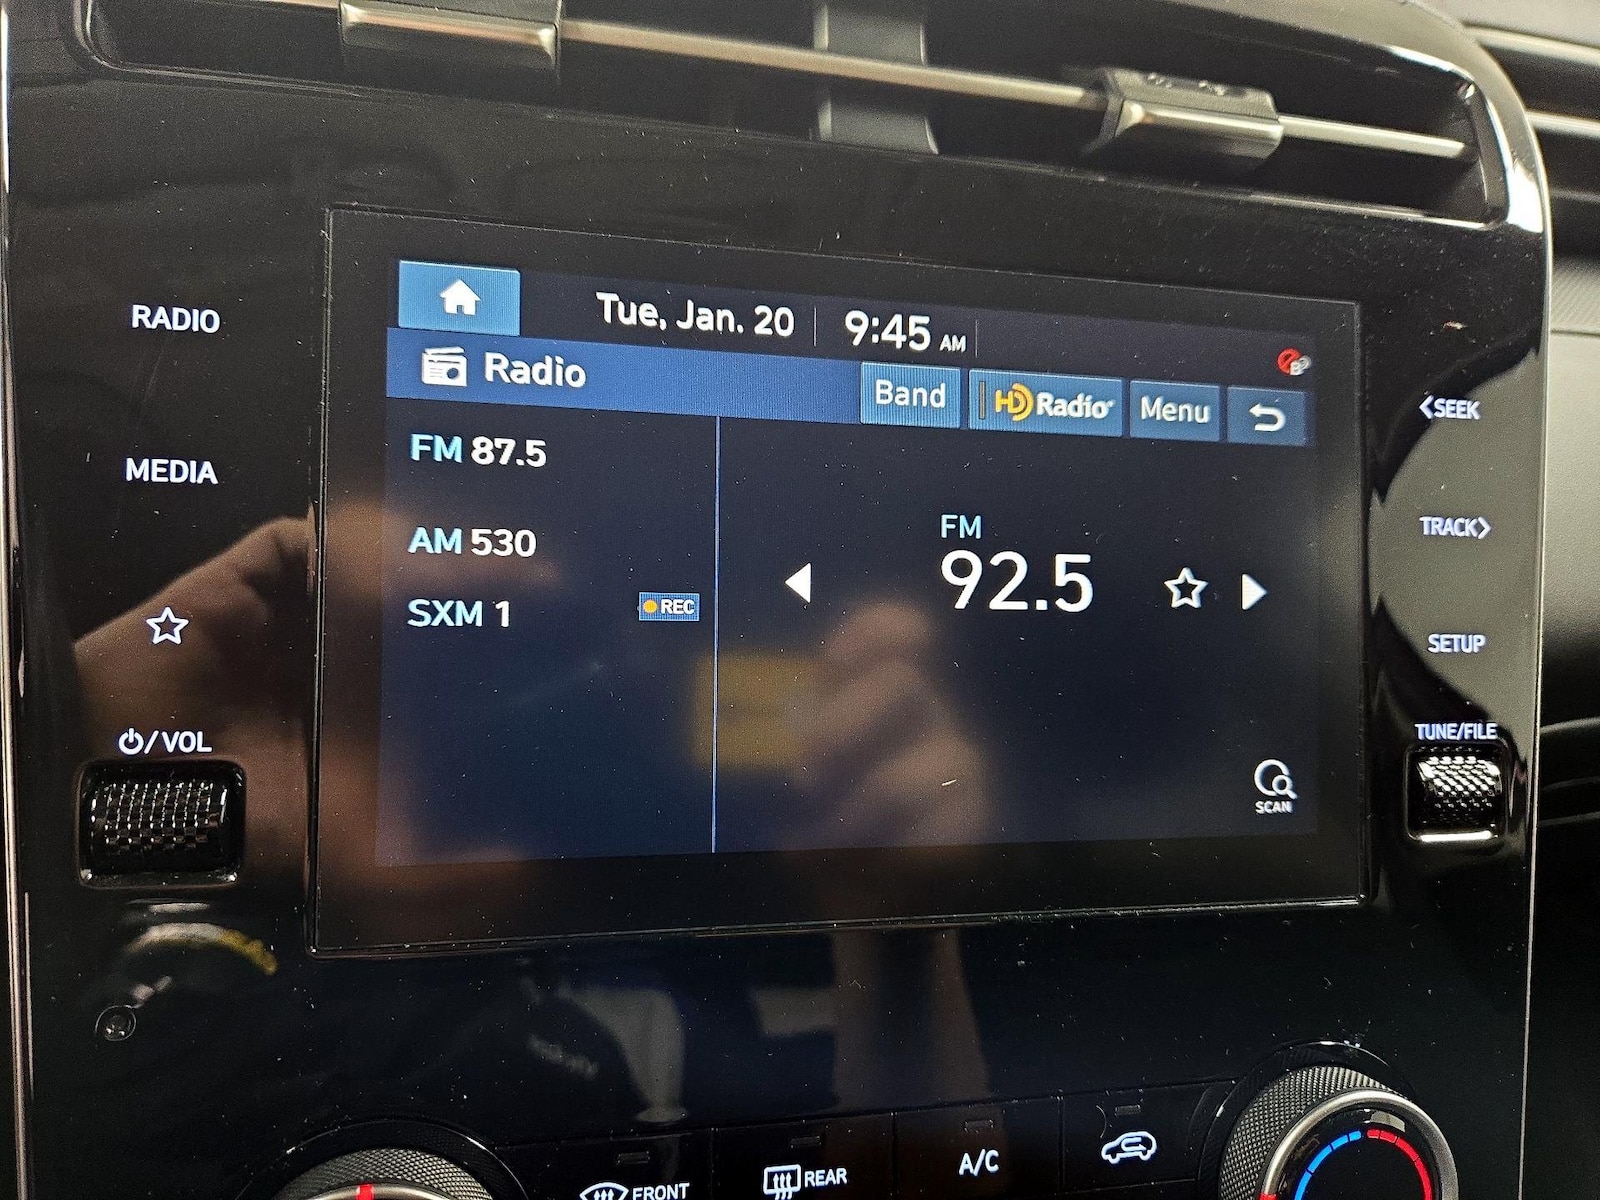 Tue, Jan. 20 9:45 AM
RADIO
Radio
Band HD Radio Menu
<SEEK
MEDIA
FM 87.5
AM 530
SXM 1 REC
FM
92.5
TRACK>
SETUP
/VOL
TUNE/FILE
SCAN
FRONT
REAR
A/C